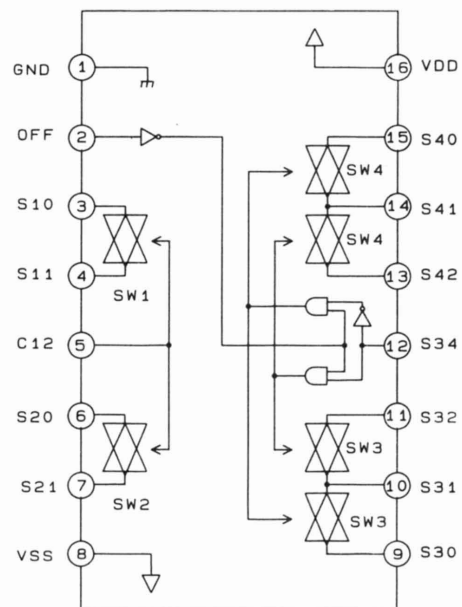 GND 1
OFF 2
S10 3
S11 4
SW1
C12 5
S20 6
S21 7
SW2
VSS 8
16 VDD
15 S40
SW4
14 S41
SW4
13 S42
12 S34
11 S32
SW3
10 S31
SW3
9 S30